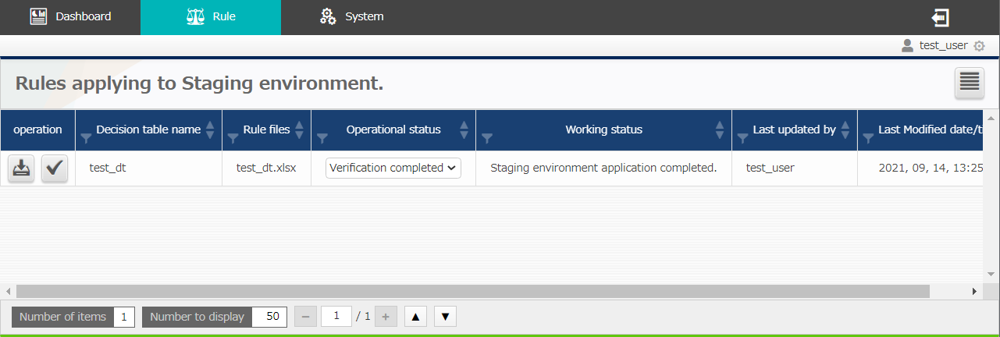 Dashboard Rule System
test_user
Rules applying to Staging environment.
operation Decision table name Rule files Operational status Working status Last updated by Last Modified date/ti
test_dt test_dt.xlsx Verification completed Staging environment application completed. test_user 2021, 09, 14, 13:25
Number of items 1 Number to display 50 − 1 / 1 + ▲ ▼